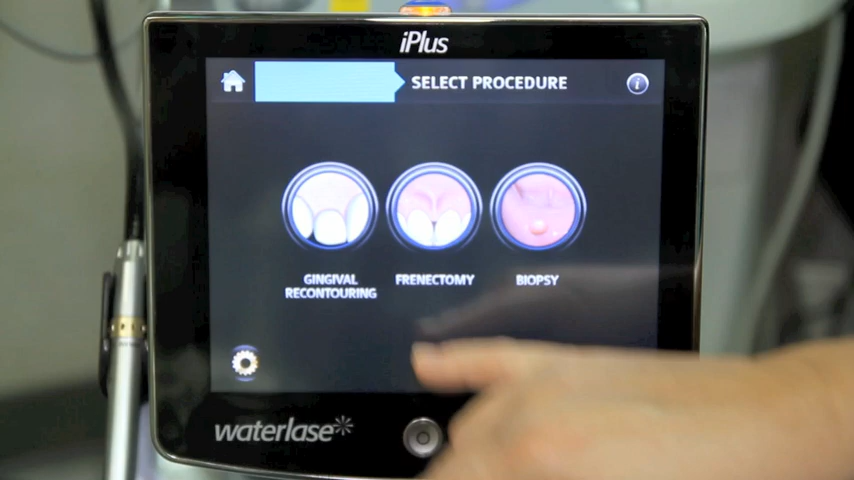 iPlus
SELECT PROCEDURE
i
GINGIVAL
RECONTOURING
FRENECTOMY
BIOPSY
waterlase